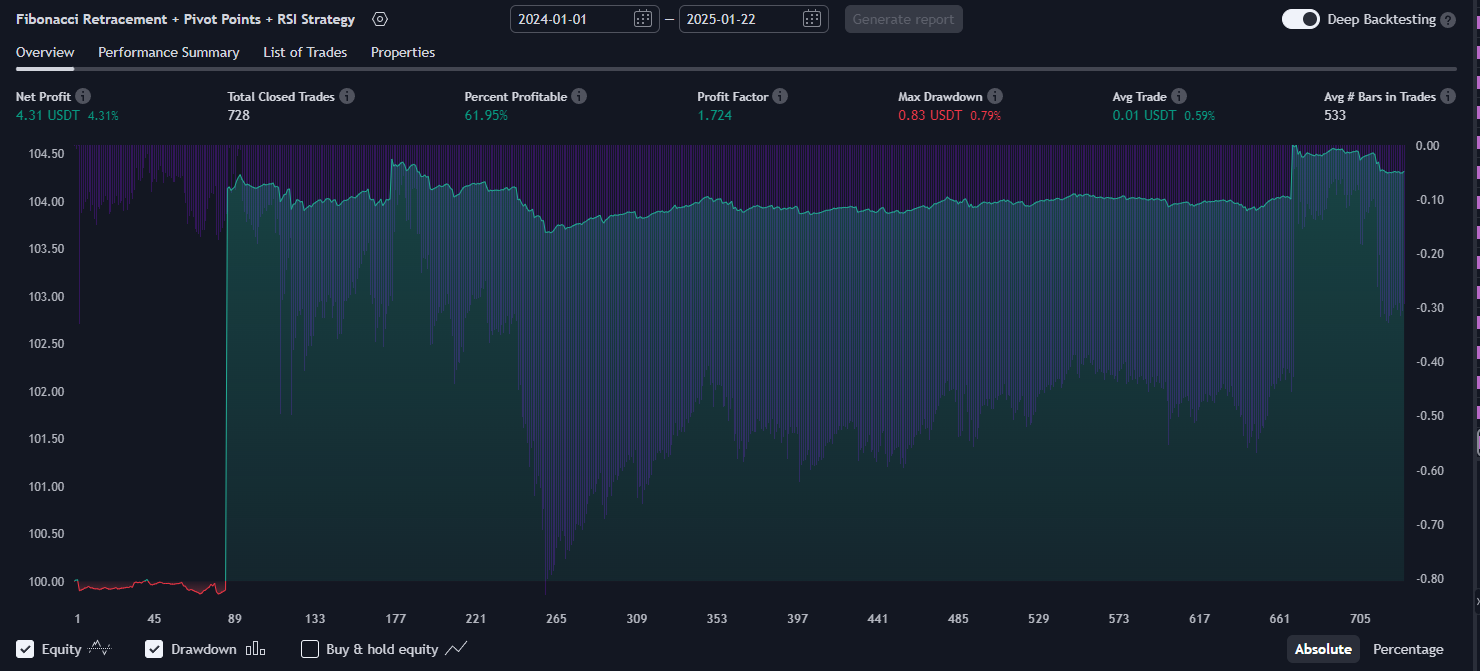 Fibonacci Retracement + Pivot Points + RSI Strategy
2024-01-01 — 2025-01-22
Generate report
Deep Backtesting ?
Overview Performance Summary List of Trades Properties
Net Profit Total Closed Trades Percent Profitable Profit Factor Max Drawdown Avg Trade Avg # Bars in Trades
4.31 USDT 4.31% 728 61.95% 1.724 0.83 USDT 0.79% 0.01 USDT 0.59% 533
104.50
104.00
103.50
103.00
102.50
102.00
101.50
101.00
100.50
100.00
0.00
-0.10
-0.20
-0.30
-0.40
-0.50
-0.60
-0.70
-0.80
1 45 89 133 177 221 265 309 353 397 441 485 529 573 617 661 705
Equity Drawdown Buy & hold equity Absolute Percentage